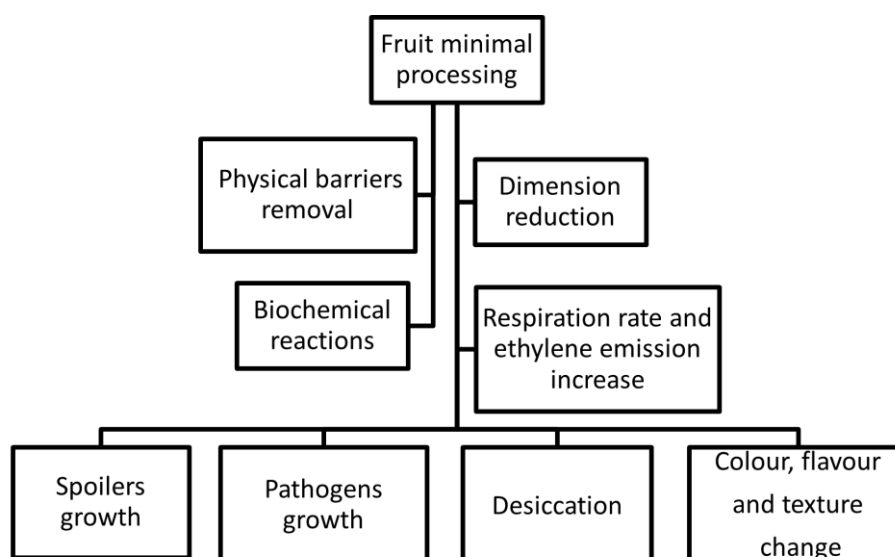 Fruit minimal
processing
Physical barriers
removal
Dimension
reduction
Biochemical
reactions
Respiration rate and
ethylene emission
increase
Spoilers
growth
Pathogens
growth
Desiccation
Colour, flavour
and texture
change